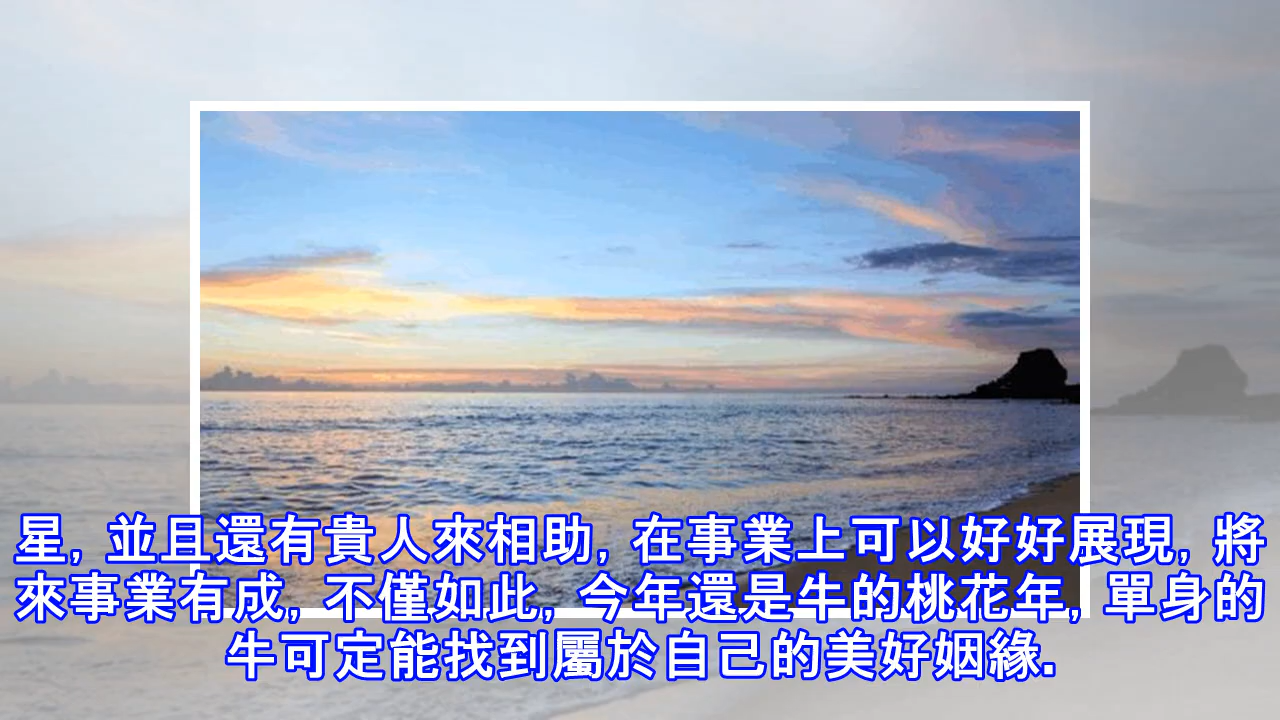 星, 並且還有貴人來相助, 在事業上可以好好展現, 將
來事業有成, 不僅如此, 今年還是牛的桃花年, 單身的
牛可定能找到屬於自己的美好姻緣.